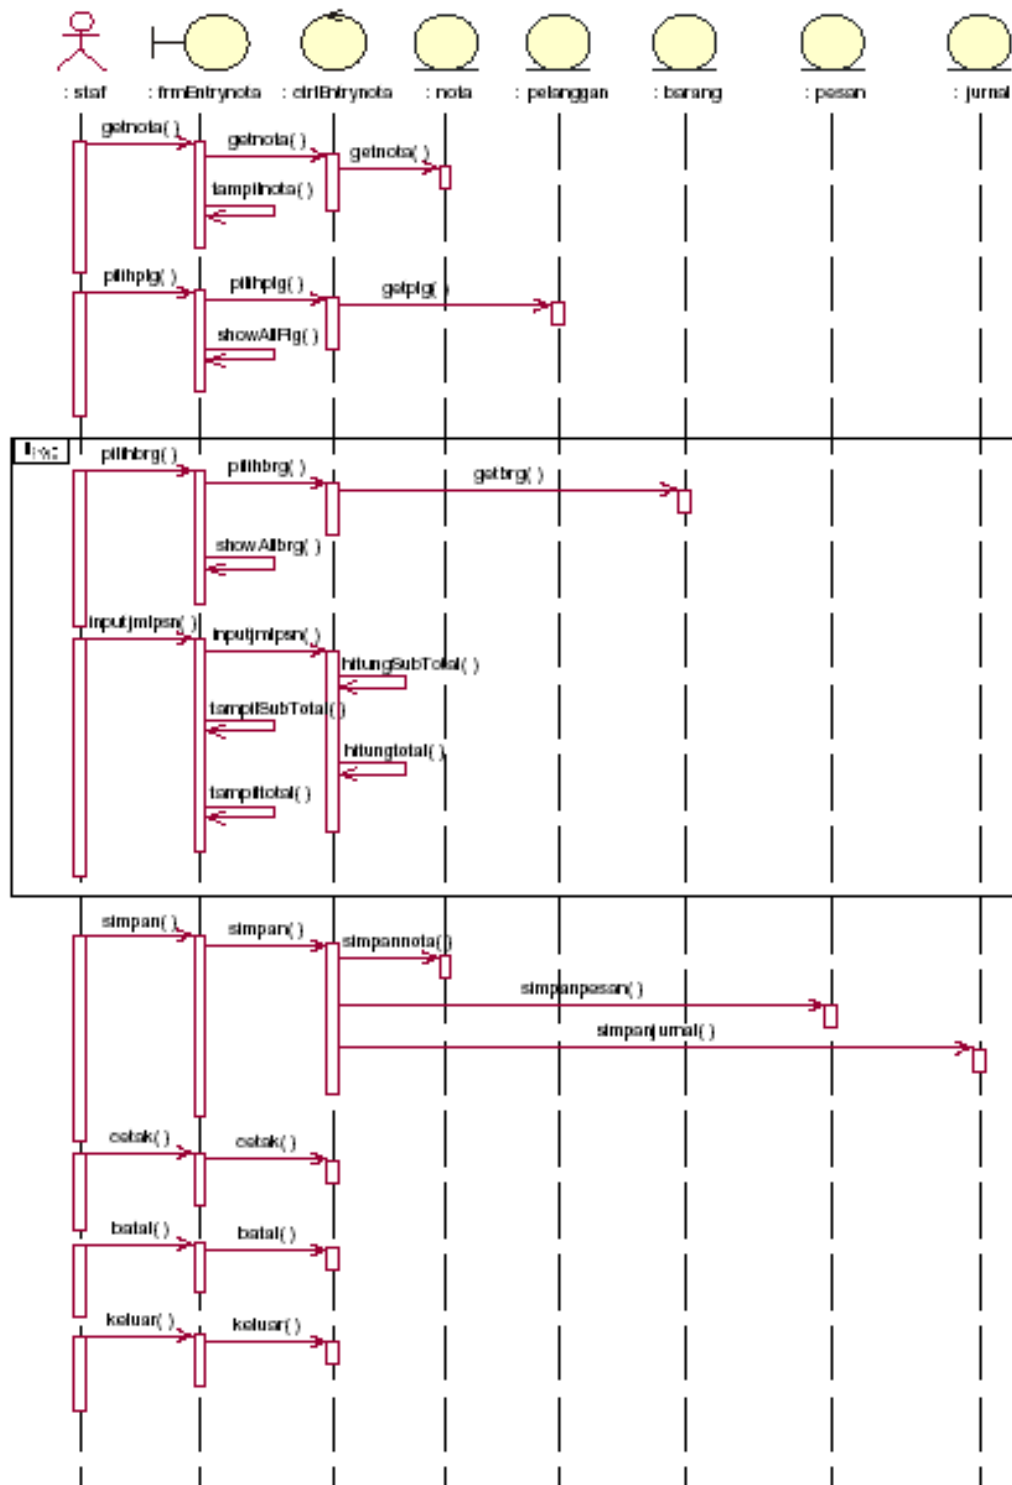 : staf : frmEntrynota : ctrlEntrynota : nota : pelanggan : barang : pesan : jurnal
getnota( )
getnota( )
getnota( )
tampilnota( )
pilihplg( )
pilihplg( )
getplg( )
showAllPlg( )
pilihbrg( )
pilihbrg( )
getbrg( )
showAllbrg( )
inputjmlpsn( )
inputjmlpsn( )
hitungSubTotal( )
tampilSubTotal( )
hitungtotal( )
tampiltotal( )
simpan( )
simpan( )
simpannota( )
simpanpesan( )
simpanjurnal( )
cetak( )
cetak( )
batal( )
batal( )
keluar( )
keluar( )